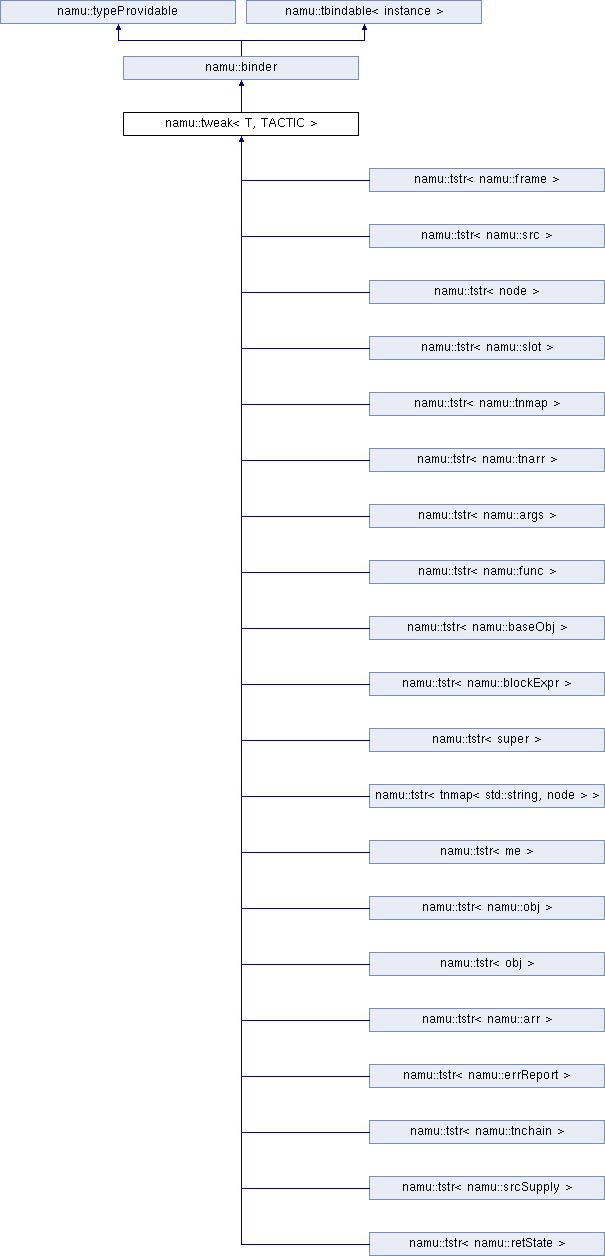 namu::typeProvidable
namu::tbindable< instance >
namu::binder
namu::tweak< T, TACTIC >
namu::tstr< namu::frame >
namu::tstr< namu::src >
namu::tstr< node >
namu::tstr< namu::slot >
namu::tstr< namu::tnmap >
namu::tstr< namu::tnarr >
namu::tstr< namu::args >
namu::tstr< namu::func >
namu::tstr< namu::baseObj >
namu::tstr< namu::blockExpr >
namu::tstr< super >
namu::tstr< tnmap< std::string, node > >
namu::tstr< me >
namu::tstr< namu::obj >
namu::tstr< obj >
namu::tstr< namu::arr >
namu::tstr< namu::errReport >
namu::tstr< namu::tnchain >
namu::tstr< namu::srcSupply >
namu::tstr< namu::retState >